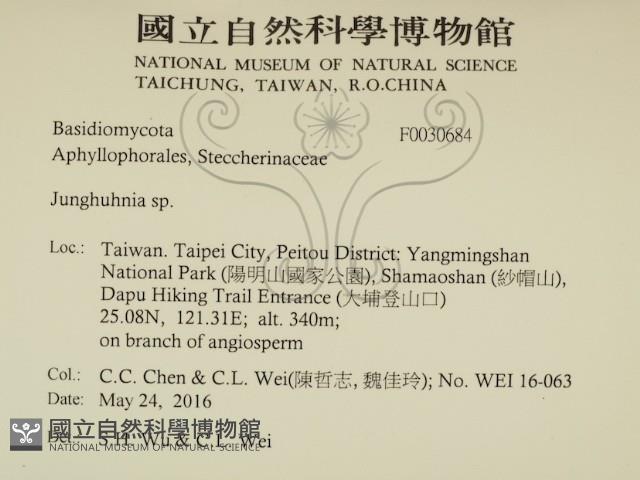 國立自然科學博物館
NATIONAL MUSEUM OF NATURAL SCIENCE
TAICHUNG, TAIWAN, R.O.CHINA
Basidiomycota F0030684
Aphyllophorales, Steccherinaceae
Junghuhnia sp.
Loc.: Taiwan. Taipei City, Peitou District: Yangmingshan
National Park (陽明山國家公園), Shamaoshan (紗帽山),
Dapu Hiking Trail Entrance (大埔登山口)
25.08N, 121.31E; alt. 340m;
on branch of angiosperm
Col.: C.C. Chen & C.L. Wei(陳哲志, 魏佳玲); No. WEI 16-063
Date: May 24, 2016
國立自然科學博物館
NATIONAL MUSEUM OF NATURAL SCIENCE
Det.: S.H. Wu & C.L. Wei